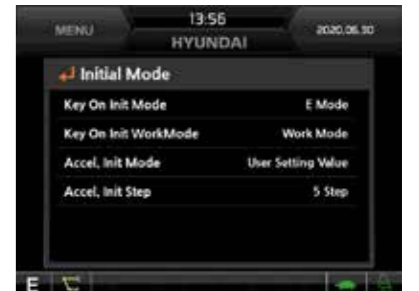 13:56
MENU 2020.06.30
HYUNDAI
Initial Mode
Key On Init Mode E Mode
Key On Init WorkMode Work Mode
Accel, Init Mode User Setting Value
Accel, Init Step 5 Step
E